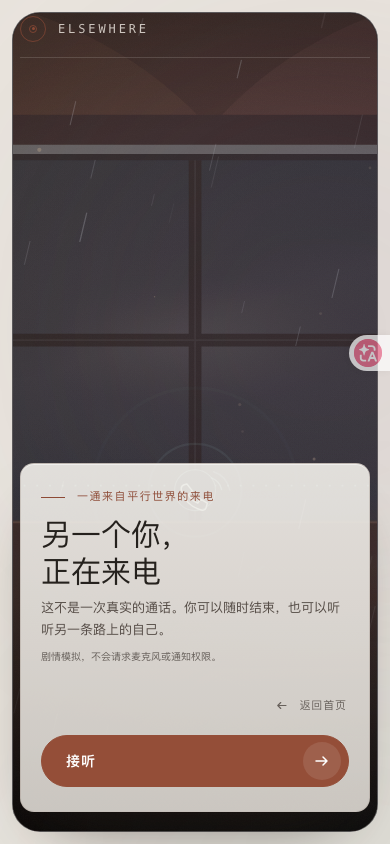 ELSEWHERE
一通来自平行世界的来电
另一个你，
正在来电
这不是一次真实的通话。你可以随时结束，也可以听
听另一条路上的自己。
剧情模拟，不会请求麦克风或通知权限。
← 返回首页
接听 →